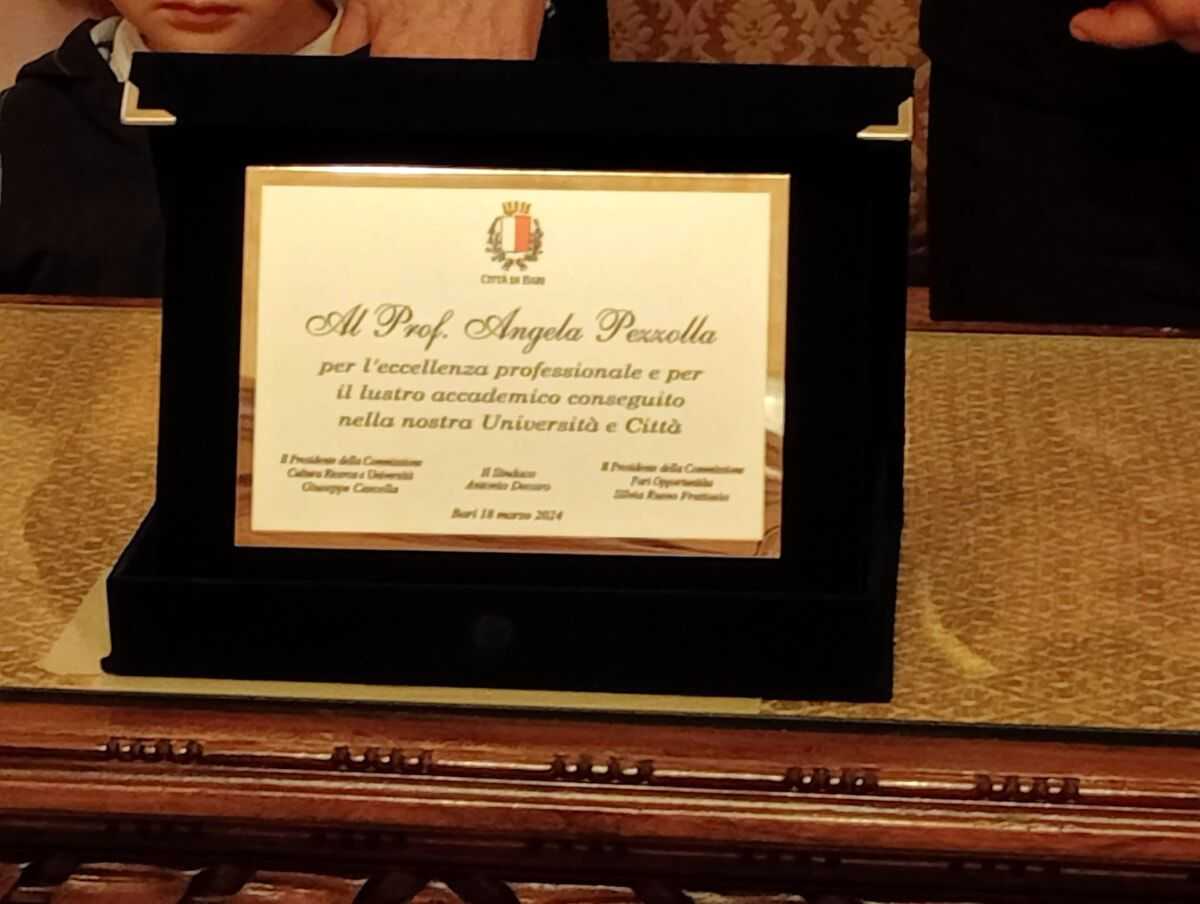 CITTÀ DI BARI
Al Prof. Angela Pezzolla
per l'eccellenza professionale e per
il lustro accademico conseguito
nella nostra Università e Città
Il Presidente della Commissione
Cultura Ricerca e Università
Giuseppe Cascella
Il Sindaco
Antonio Decaro
Il Presidente della Commissione
Pari Opportunità
Silvia Russo Frattasio
Bari 18 marzo 2024